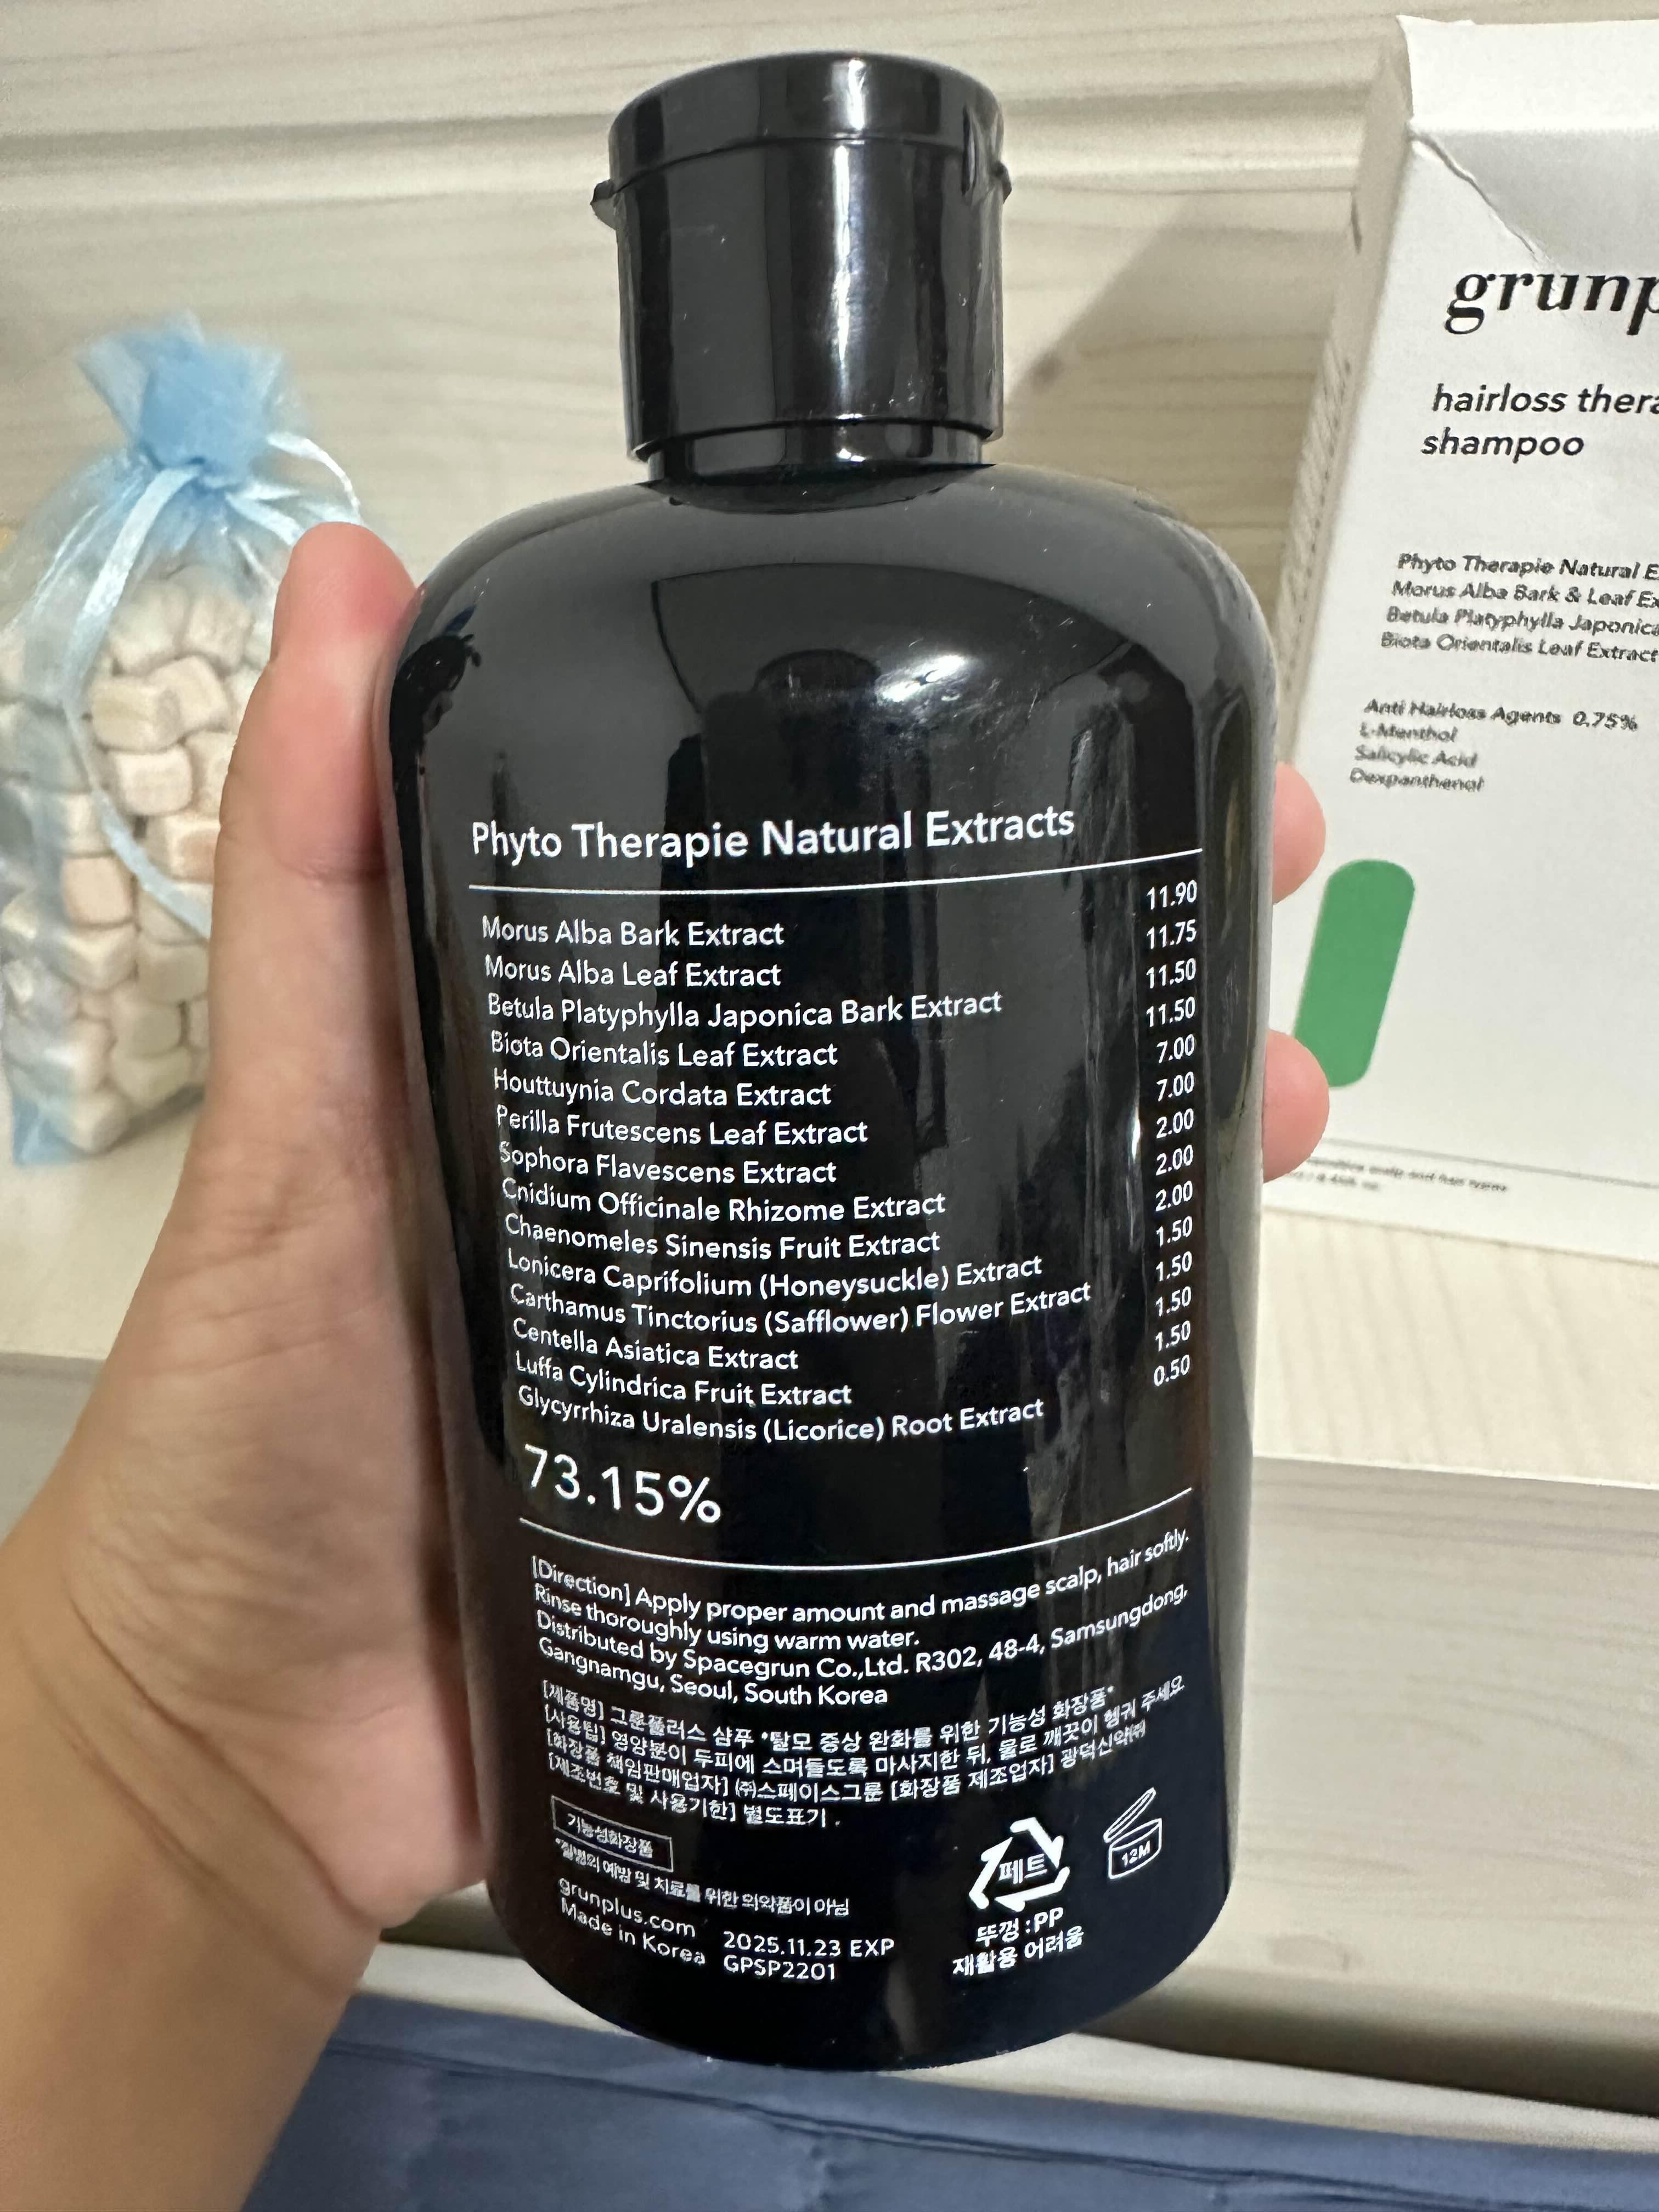 Phyto Therapie Natural Extracts
Morus Alba Bark Extract 11.90
Morus Alba Leaf Extract 11.75
Betula Platyphylla Japonica Bark Extract 11.50
Biota Orientalis Leaf Extract 11.50
Houttuynia Cordata Extract 7.00
Perilla Frutescens Leaf Extract 7.00
Sophora Flavescens Extract 2.00
Cnidium Officinale Rhizome Extract 2.00
Chaenomeles Sinensis Fruit Extract 2.00
Lonicera Caprifolium (Honeysuckle) Extract 1.50
Carthamus Tinctorius (Safflower) Flower Extract 1.50
Centella Asiatica Extract 1.50
Luffa Cylindrica Fruit Extract 1.50
Glycyrrhiza Uralensis (Licorice) Root Extract 0.50
73.15%
[Direction] Apply proper amount and massage scalp, hair softly.
Rinse thoroughly using warm water.
Distributed by Spacegrun Co.,Ltd. R302, 48-4, Samsungdong,
Gangnamgu, Seoul, South Korea
[제품명] 그룬플러스 샴푸 *탈모 증상 완화를 위한 기능성 화장품*
[사용팁] 영양분이 두피에 스며들도록 마사지한 뒤, 물로 깨끗이 헹궈 주세요
[화장품 책임판매업자] ㈜스페이스그룬 [화장품 제조업자] 광덕신약㈜
[제조번호 및 사용기한] 별도표기.
기능성화장품
*질병의 예방 및 치료를 위한 의약품이 아님
grunplus.com
Made in Korea
2025.11.23 EXP
GPSP2201
페트
뚜껑:PP
재활용 어려움
12M
grunp
hairloss thera
shampoo
Phyto Therapie Natural E
Morus Alba Bark & Leaf Ex
Betula Platyphylla Japonica
Biota Orientalis Leaf Extract
Anti Hairloss Agents 0.75%
L-Menthol
Salicylic Acid
Dexpanthenol
scalp and hair types